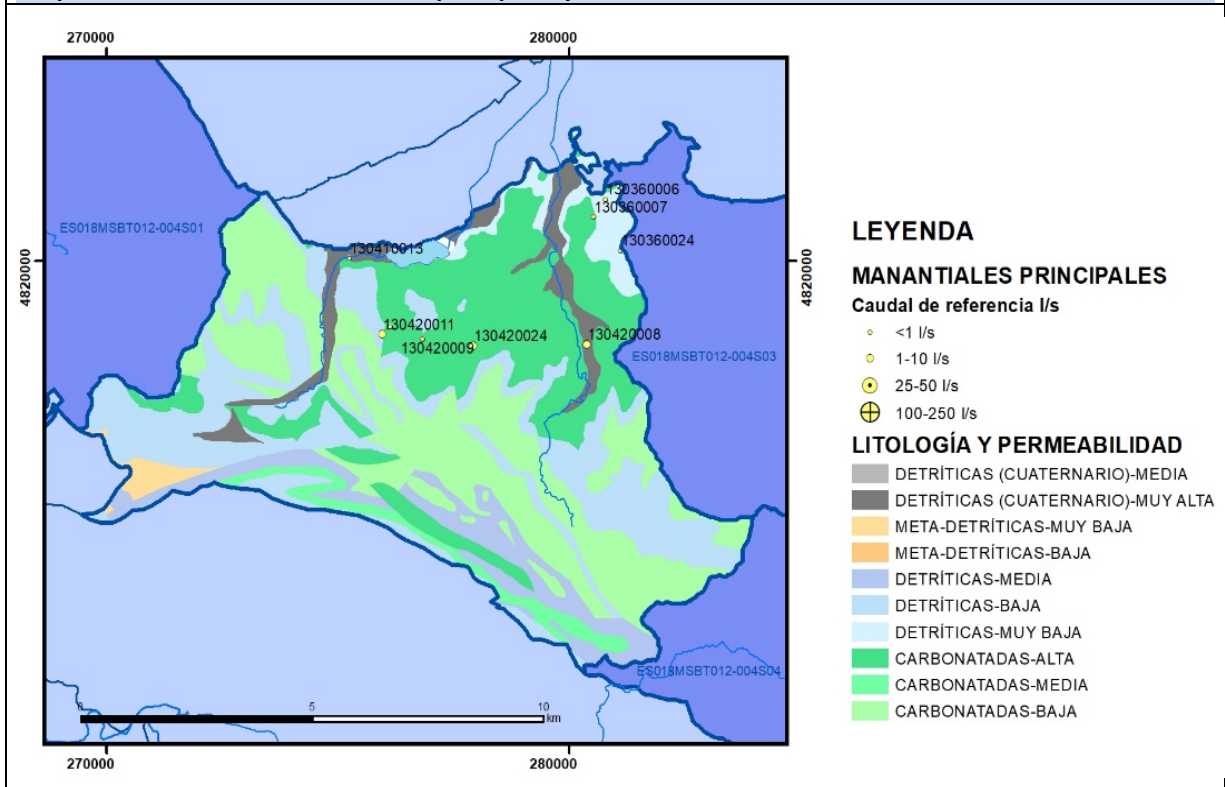 270000
280000
4820000
4820000
ES018MSBT012-004S01
130360006
130360007
130360024
130410013
130420011
130420009
130420024
130420008
ES018MSBT012-004S03
ES018MSBT012-004S04
0
5
10
km
270000
280000
LEYENDA
MANANTIALES PRINCIPALES
Caudal de referencia l/s
<1 l/s
1-10 l/s
25-50 l/s
100-250 l/s
LITOLOGÍA Y PERMEABILIDAD
DETRÍTICAS (CUATERNARIO)-MEDIA
DETRÍTICAS (CUATERNARIO)-MUY ALTA
META-DETRÍTICAS-MUY BAJA
META-DETRÍTICAS-BAJA
DETRÍTICAS-MEDIA
DETRÍTICAS-BAJA
DETRÍTICAS-MUY BAJA
CARBONATADAS-ALTA
CARBONATADAS-MEDIA
CARBONATADAS-BAJA